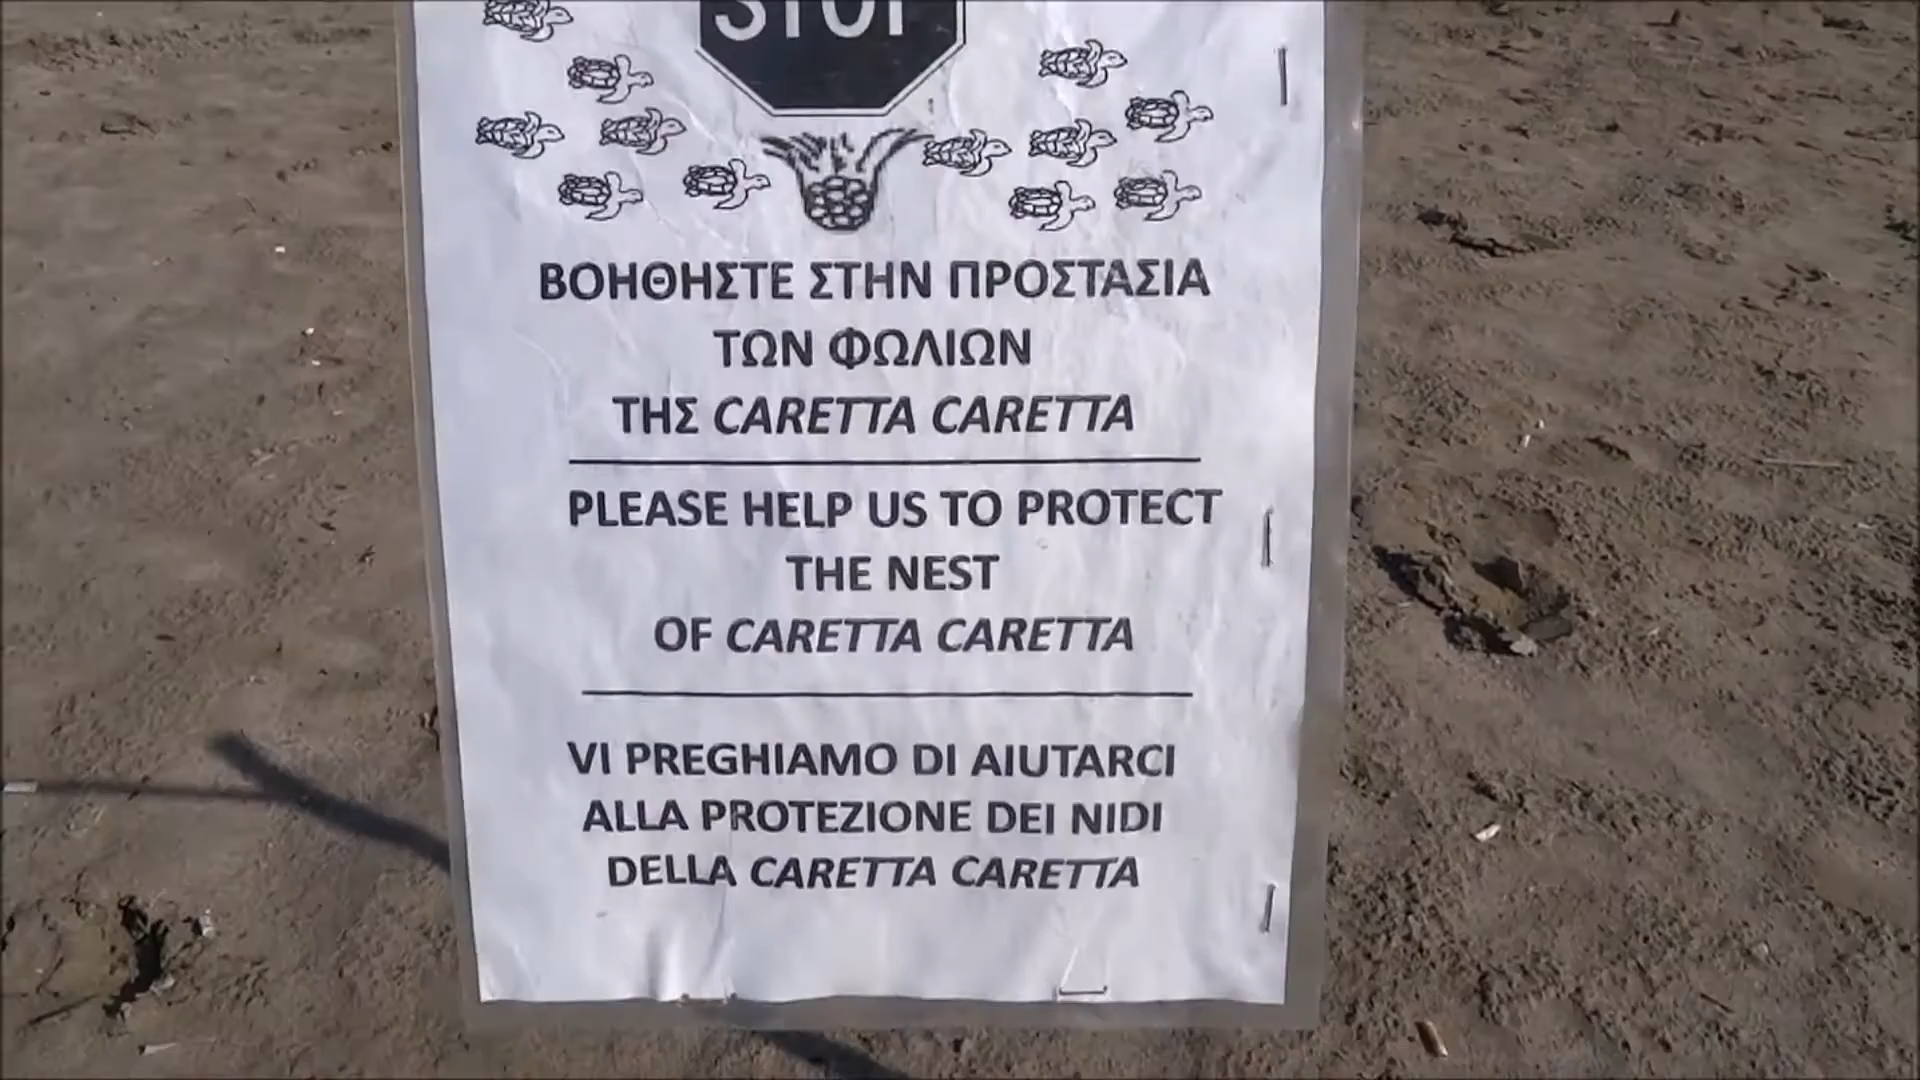 STOP
ΒΟΗΘΗΣΤΕ ΣΤΗΝ ΠΡΟΣΤΑΣΙΑ
ΤΩΝ ΦΩΛΙΩΝ
ΤΗΣ CARETTA CARETTA
PLEASE HELP US TO PROTECT
THE NEST
OF CARETTA CARETTA
VI PREGHIAMO DI AIUTARCI
ALLA PROTEZIONE DEI NIDI
DELLA CARETTA CARETTA